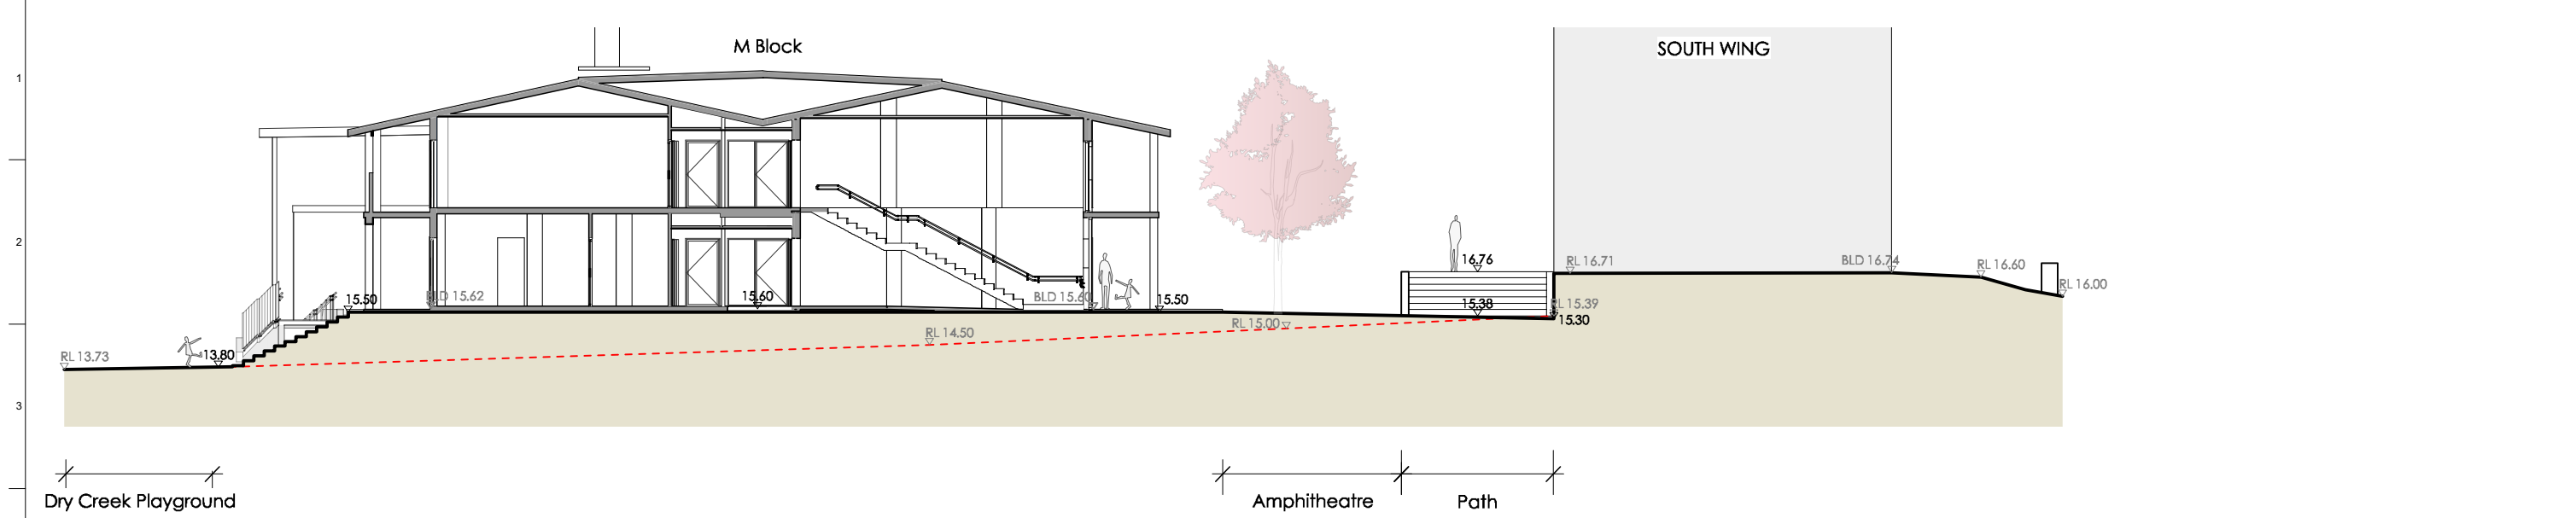 M Block
SOUTH WING
1
2
16.76
RL 16.71
BLD 16.74
RL 16.60
RL 16.00
15.50
BLD 15.62
15.60
BLD 15.60
15.50
15.38
RL 15.39
15.30
RL 15.00
RL 14.50
RL 13.73
13.80
3
Dry Creek Playground
Amphitheatre
Path